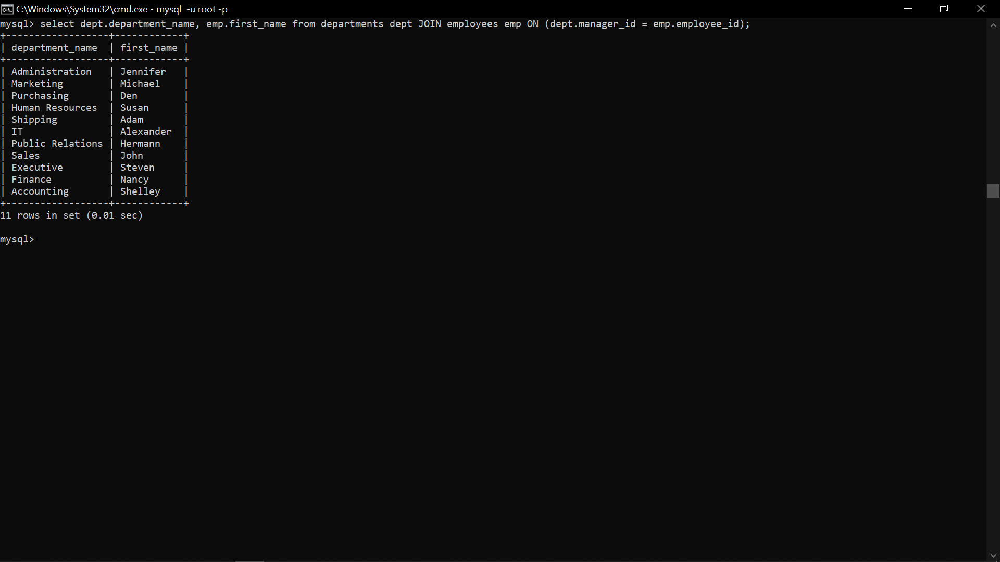 C:\Windows\System32\cmd.exe - mysql  -u root -p
mysql> select dept.department_name, emp.first_name from departments dept JOIN employees emp ON (dept.manager_id = emp.employee_id);
+------------------+------------+
| department_name  | first_name |
+------------------+------------+
| Administration   | Jennifer   |
| Marketing        | Michael    |
| Purchasing       | Den        |
| Human Resources  | Susan      |
| Shipping         | Adam       |
| IT               | Alexander  |
| Public Relations | Hermann    |
| Sales            | John       |
| Executive        | Steven     |
| Finance          | Nancy      |
| Accounting       | Shelley    |
+------------------+------------+
11 rows in set (0.01 sec)
mysql>